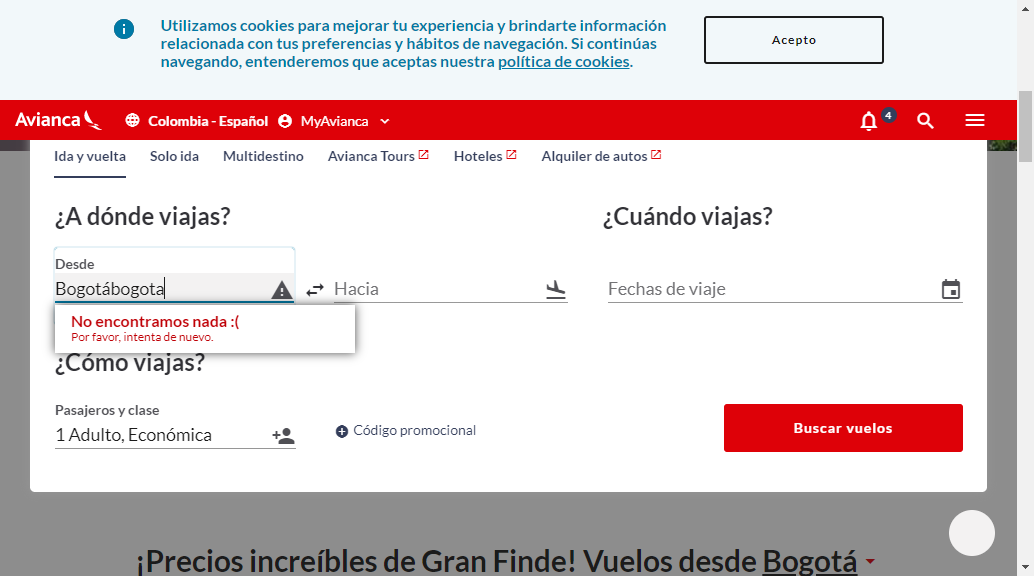 Utilizamos cookies para mejorar tu experiencia y brindarte información
relacionada con tus preferencias y hábitos de navegación. Si continúas
navegando, entenderemos que aceptas nuestra política de cookies.
Acepto
Avianca
Colombia - Español
MyAvianca
4
Ida y vuelta
Solo ida
Multidestino
Avianca Tours
Hoteles
Alquiler de autos
¿A dónde viajas?
¿Cuándo viajas?
Desde
Bogotábogota
Hacia
Fechas de viaje
No encontramos nada :(
Por favor, intenta de nuevo.
¿Cómo viajas?
Pasajeros y clase
1 Adulto, Económica
Código promocional
Buscar vuelos
¡Precios increíbles de Gran Finde! Vuelos desde Bogotá